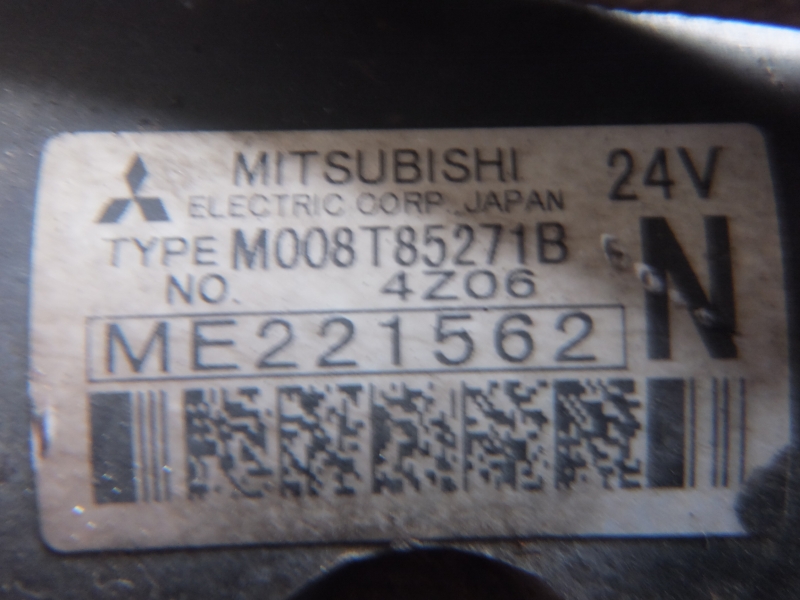 MITSUBISHI 24V
ELECTRIC CORP. JAPAN
TYPE M008T85271B
NO. 4Z06
ME221562 N